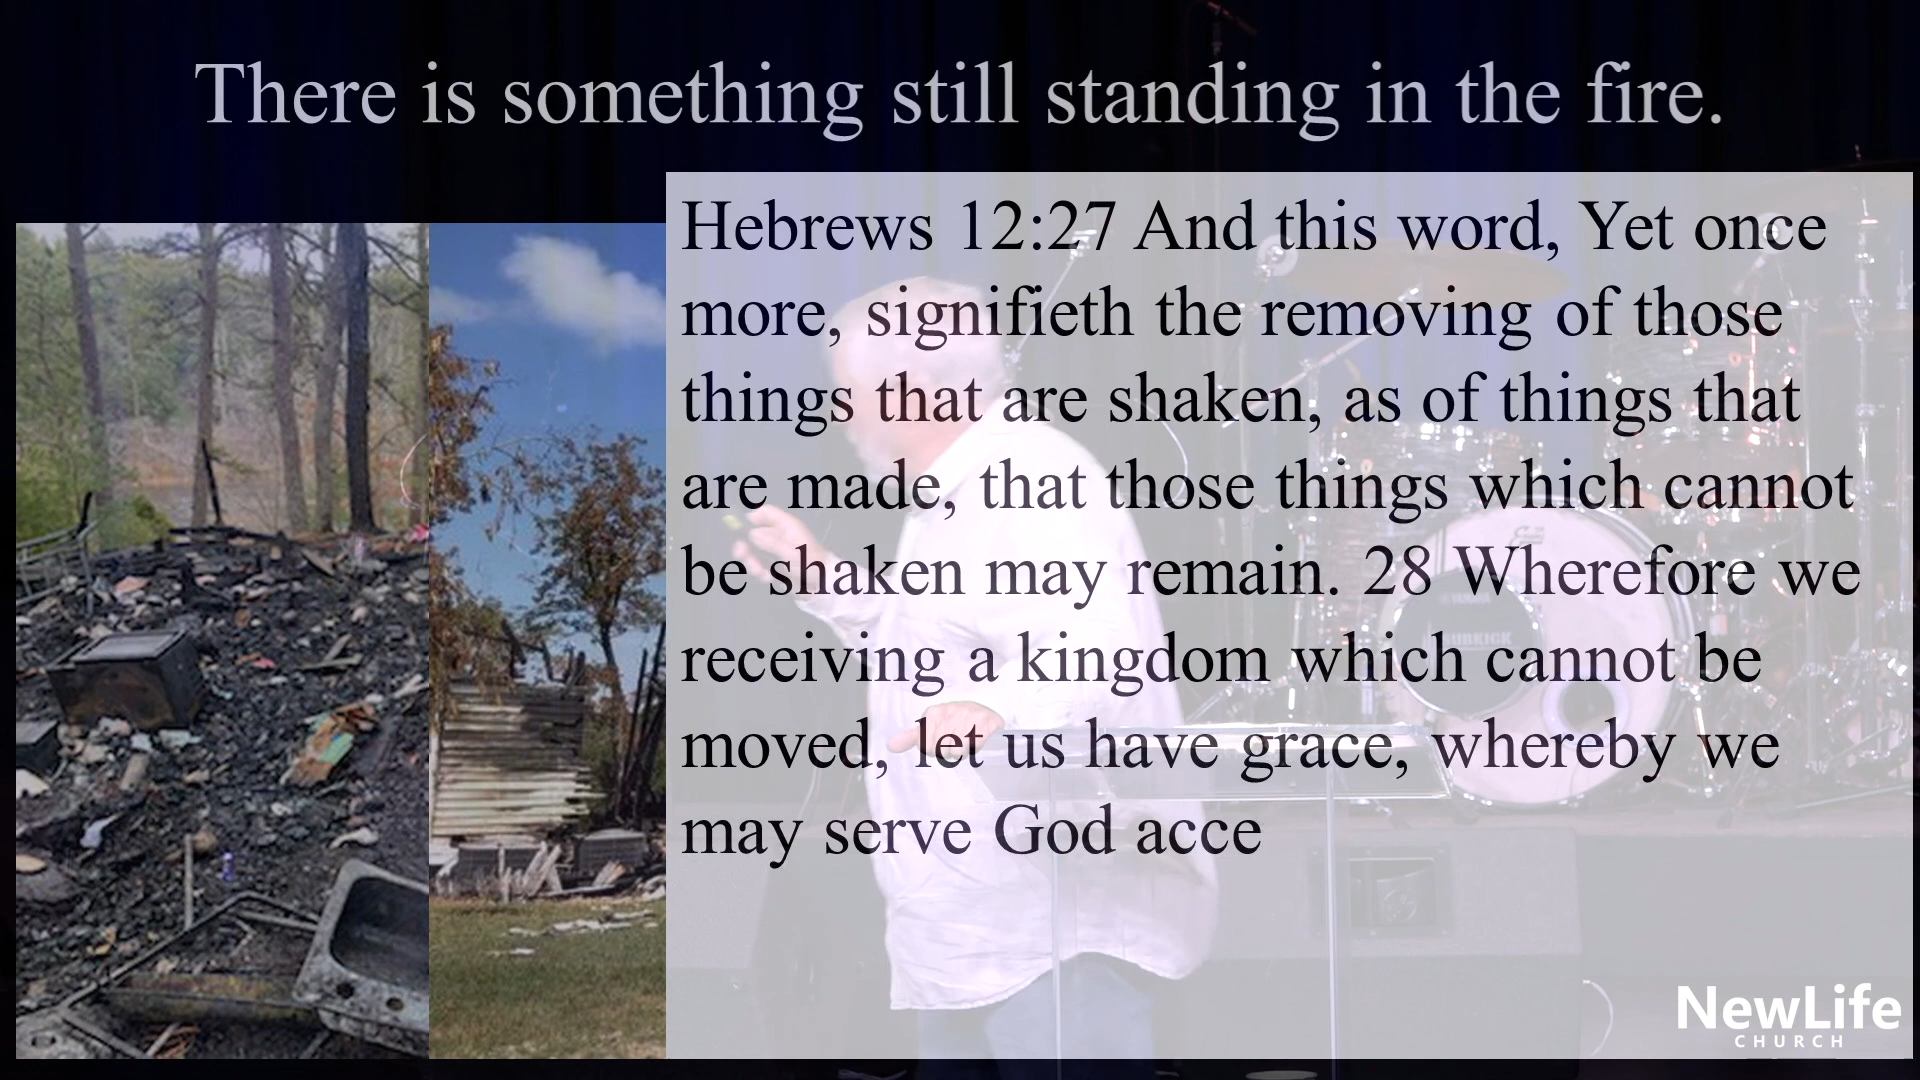 There is something still standing in the fire.
Hebrews 12:27 And this word, Yet once
more, signifieth the removing of those
things that are shaken, as of things that
are made, that those things which cannot
be shaken may remain. 28 Wherefore we
receiving a kingdom which cannot be
moved, let us have grace, whereby we
may serve God acce
NewLife
CHURCH